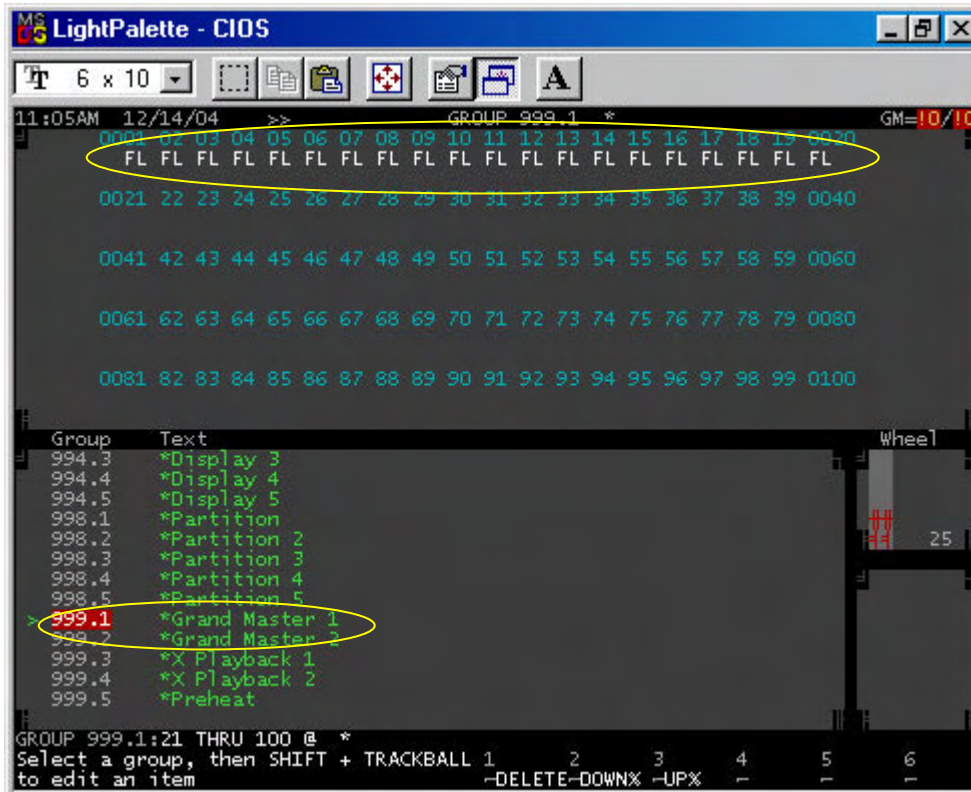 LightPalette - CIOS
6 x 10
11:05AM 12/14/04 >> GROUP 999.1 * GM=!0/!0
0001 02 03 04 05 06 07 08 09 10 11 12 13 14 15 16 17 18 19 0020
FL FL FL FL FL FL FL FL FL FL FL FL FL FL FL FL FL FL FL FL
0021 22 23 24 25 26 27 28 29 30 31 32 33 34 35 36 37 38 39 0040
0041 42 43 44 45 46 47 48 49 50 51 52 53 54 55 56 57 58 59 0060
0061 62 63 64 65 66 67 68 69 70 71 72 73 74 75 76 77 78 79 0080
0081 82 83 84 85 86 87 88 89 90 91 92 93 94 95 96 97 98 99 0100
Group Text Wheel
994.3 *Display 3
994.4 *Display 4
994.5 *Display 5
998.1 *Partition
998.2 *Partition 2 25
998.3 *Partition 3
998.4 *Partition 4
998.5 *Partition 5
> 999.1 *Grand Master 1
999.2 *Grand Master 2
999.3 *X Playback 1
999.4 *X Playback 2
999.5 *Preheat
GROUP 999.1:21 THRU 100 @ *
Select a group, then SHIFT + TRACKBALL 1 2 3 4 5 6
to edit an item DELETE DOWN% UP%